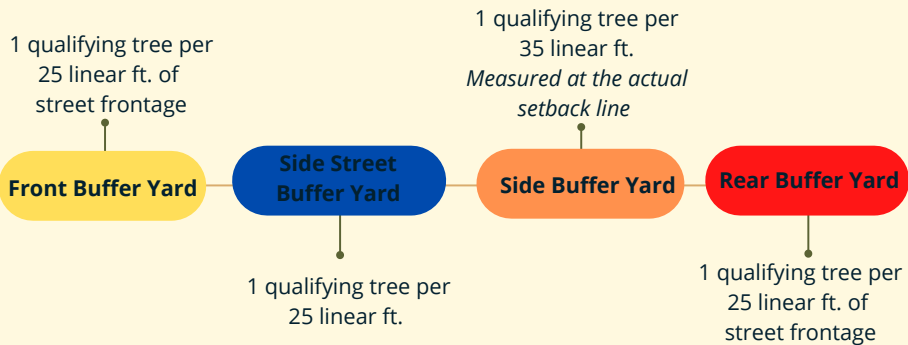 1 qualifying tree per
25 linear ft. of
street frontage
Front Buffer Yard
Side Street
Buffer Yard
1 qualifying tree per
25 linear ft.
1 qualifying tree per
35 linear ft.
Measured at the actual
setback line
Side Buffer Yard
Rear Buffer Yard
1 qualifying tree per
25 linear ft. of
street frontage